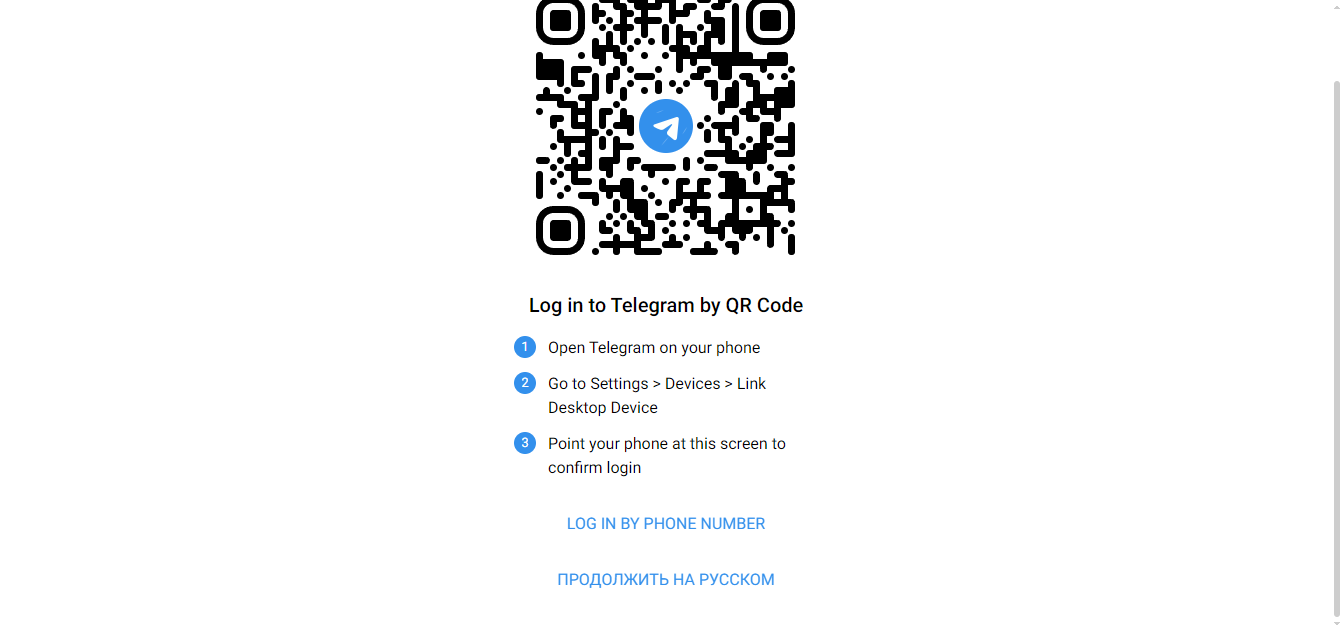 Log in to Telegram by QR Code
1 Open Telegram on your phone
2 Go to Settings > Devices > Link
Desktop Device
3 Point your phone at this screen to
confirm login
LOG IN BY PHONE NUMBER
ПРОДОЛЖИТЬ НА РУССКОМ